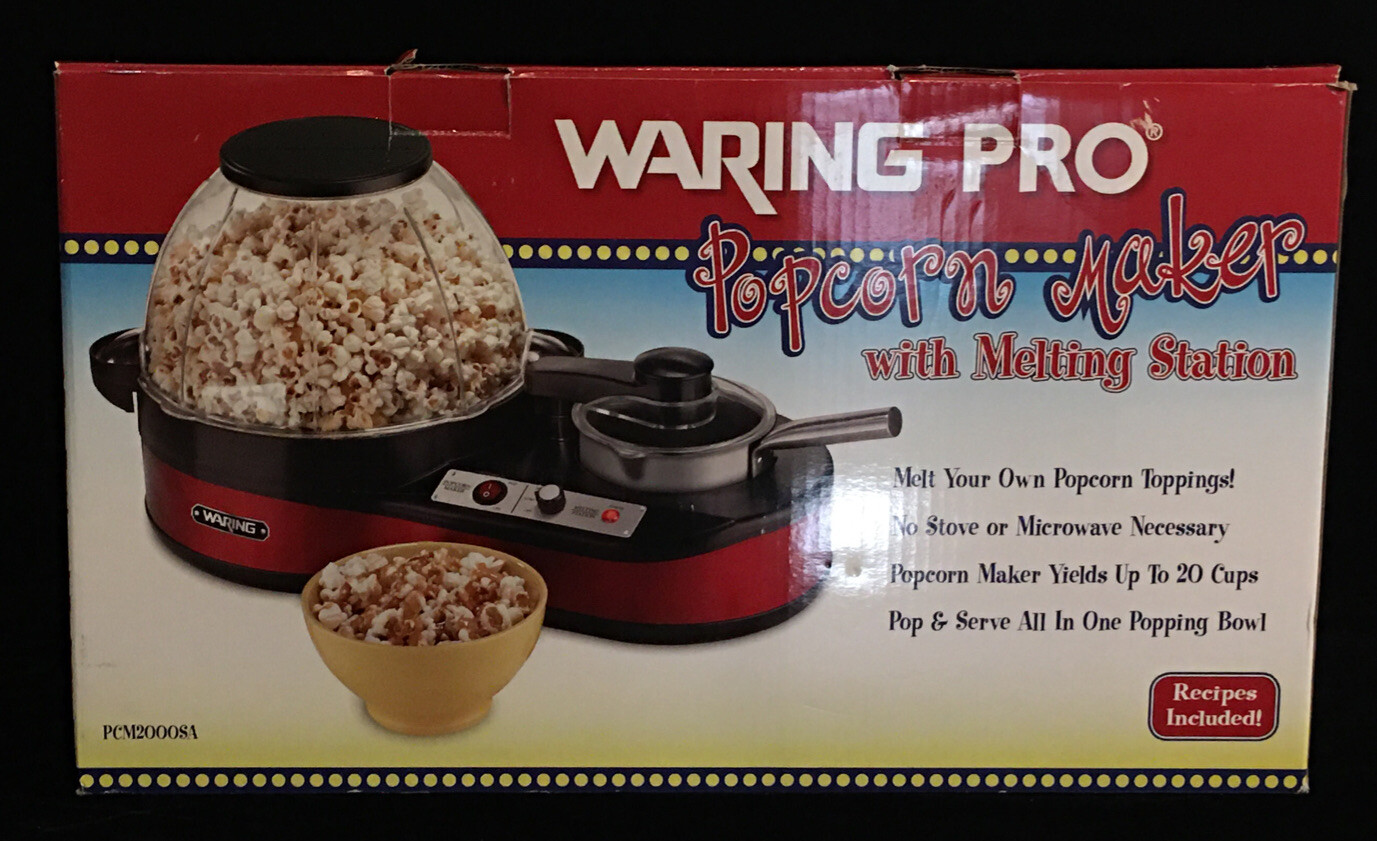 WARING PRO®
Popcorn Maker
with Melting Station
WARING
Melt Your Own Popcorn Toppings!
No Stove or Microwave Necessary
Popcorn Maker Yields Up To 20 Cups
Pop & Serve All In One Popping Bowl
Recipes
Included!
PCM2000SA